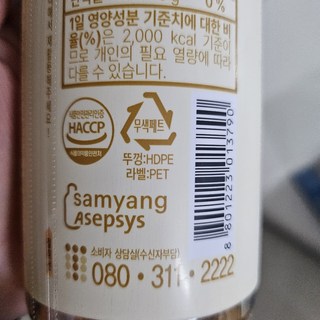 0%
1일 영양성분 기준치에 대한 비
율(%)은 2,000 kcal 기준이
므로 개인의 필요 열량에 따라
다를 수 있습니다.
HACCP
무색페트
뚜껑:HDPE
라벨:PET
samyang
Asepsys
소비자 상담실(수신자부담)
080・311・2222
8 801223 013790